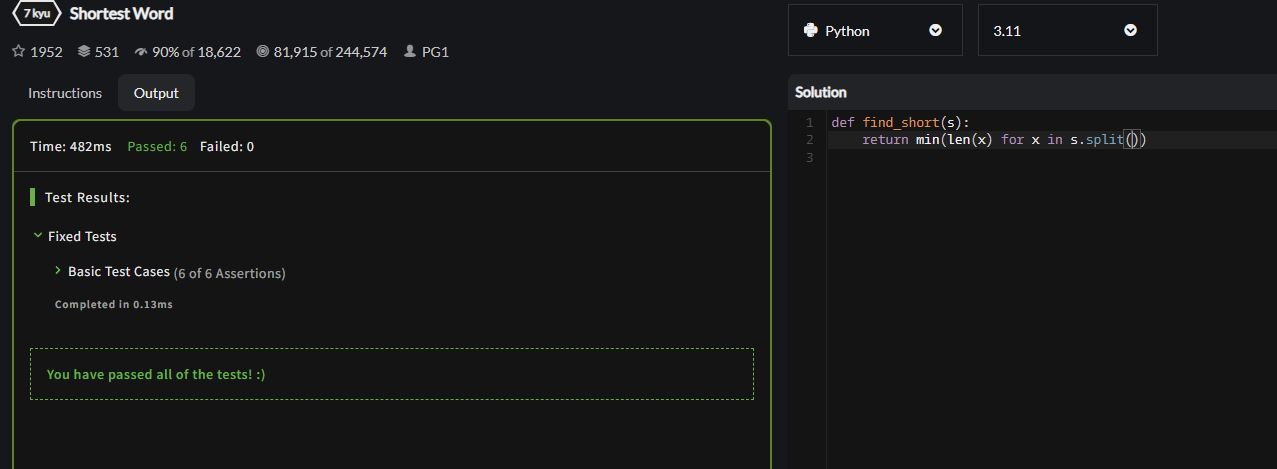 7 kyu Shortest Word
1952 531 90% of 18,622 81,915 of 244,574 PG1
Instructions Output
Time: 482ms Passed: 6 Failed: 0
Test Results:
Fixed Tests
Basic Test Cases (6 of 6 Assertions)
Completed in 0.13ms
You have passed all of the tests! :)
Python 3.11
Solution
1 def find_short(s):
2     return min(len(x) for x in s.split())
3